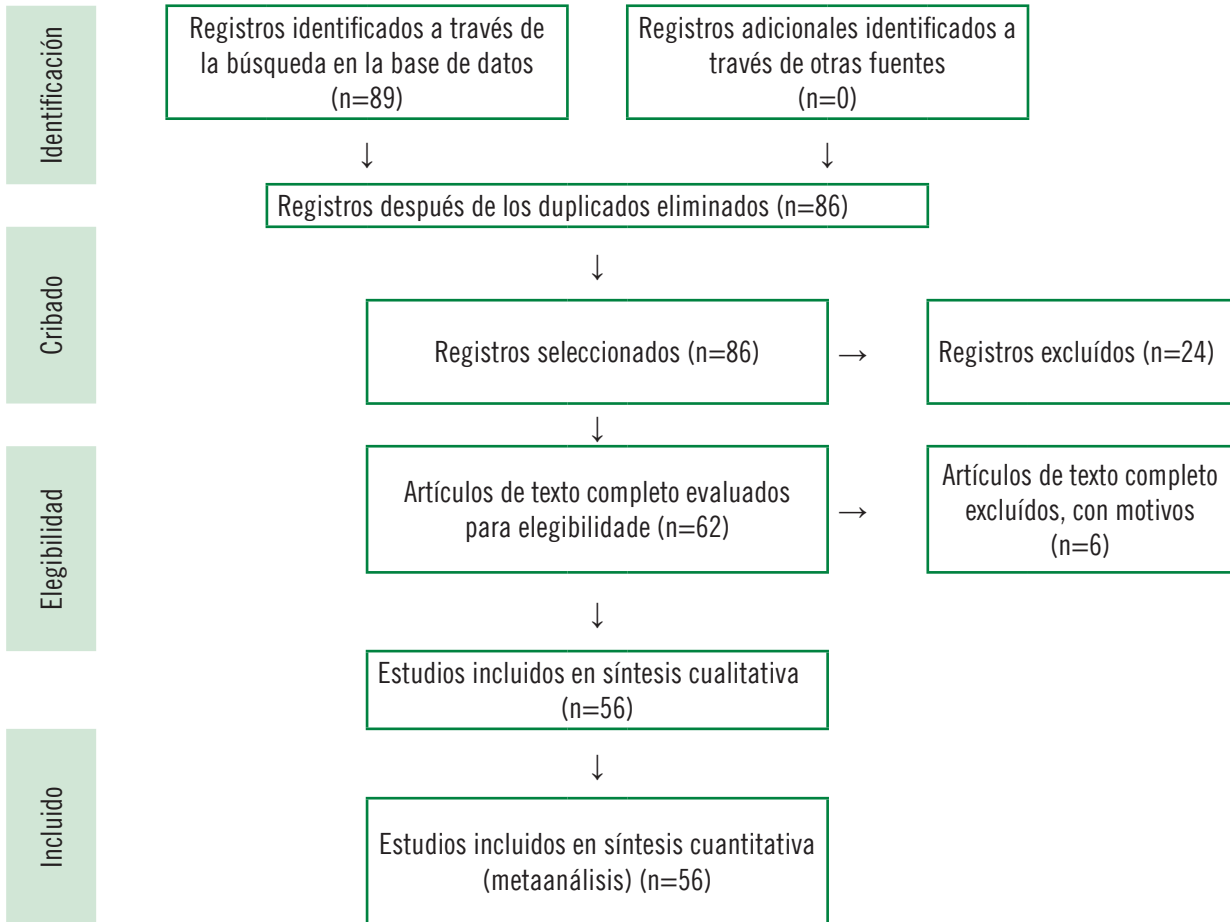 Identificación
Registros identificados a través de
la búsqueda en la base de datos
(n=89)
Registros adicionales identificados a
través de otras fuentes
(n=0)
↓
↓
Registros después de los duplicados eliminados (n=86)
↓
Cribado
Registros seleccionados (n=86)
→
Registros excluídos (n=24)
↓
Elegibilidad
Artículos de texto completo evaluados
para elegibilidade (n=62)
→
Artículos de texto completo
excluídos, con motivos
(n=6)
↓
Estudios incluidos en síntesis cualitativa
(n=56)
↓
Incluido
Estudios incluidos en síntesis cuantitativa
(metaanálisis) (n=56)